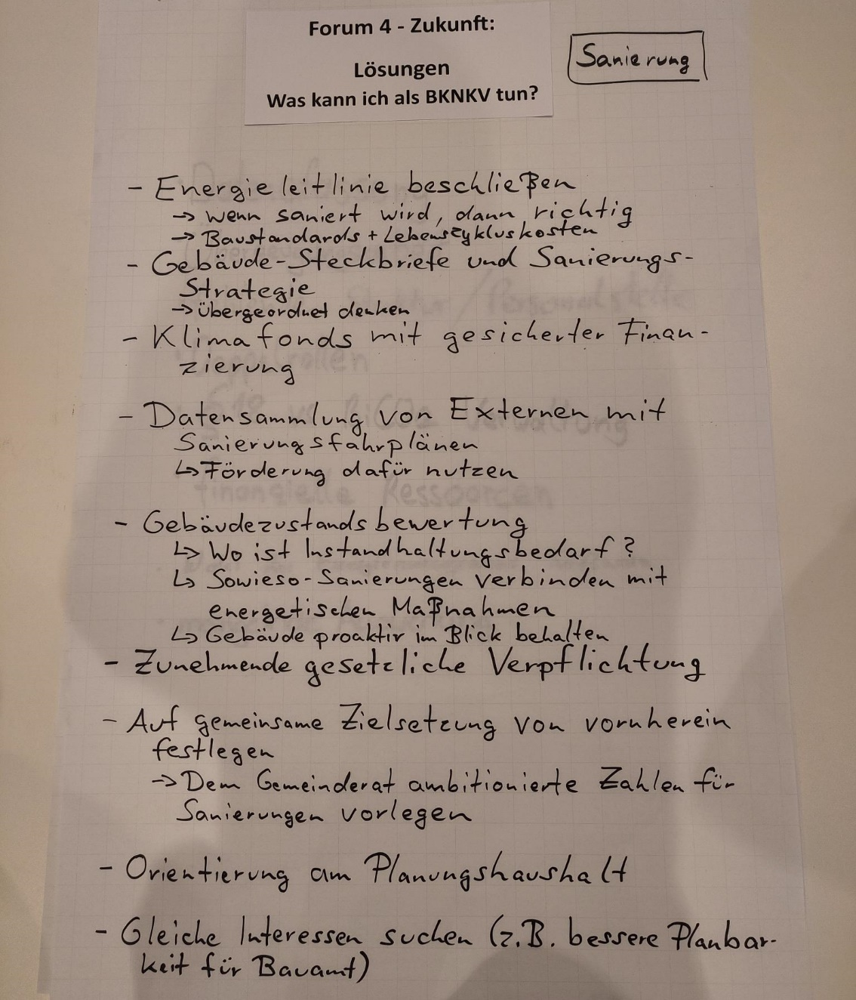 Forum 4 - Zukunft:
Sanierung
Lösungen
Was kann ich als BKNKV tun?
- Energieleitlinie beschließen
→ wenn saniert wird, dann richtig
→ Baustandards + Lebenszykluskosten
- Gebäude-Steckbriefe und Sanierungs-
Strategie
→ Übergeordnet denken
- Klimafonds mit gesicherter Finan-
zierung
- Datensammlung von Externen mit
Sanierungsfahrplänen
↳ Förderung dafür nutzen
- Gebäudezustandsbewertung
↳ Wo ist Instandhaltungsbedarf?
↳ Sowieso-Sanierungen verbinden mit
energetischen Maßnahmen
↳ Gebäude proaktiv im Blick behalten
- Zunehmende gesetzliche Verpflichtung
- Auf gemeinsame Zielsetzung von vornherein
festlegen
→ Dem Gemeinderat ambitionierte Zahlen für
Sanierungen vorlegen
- Orientierung am Planungshaushalt
- Gleiche Interessen suchen (z.B. bessere Planbar-
keit für Bauamt)